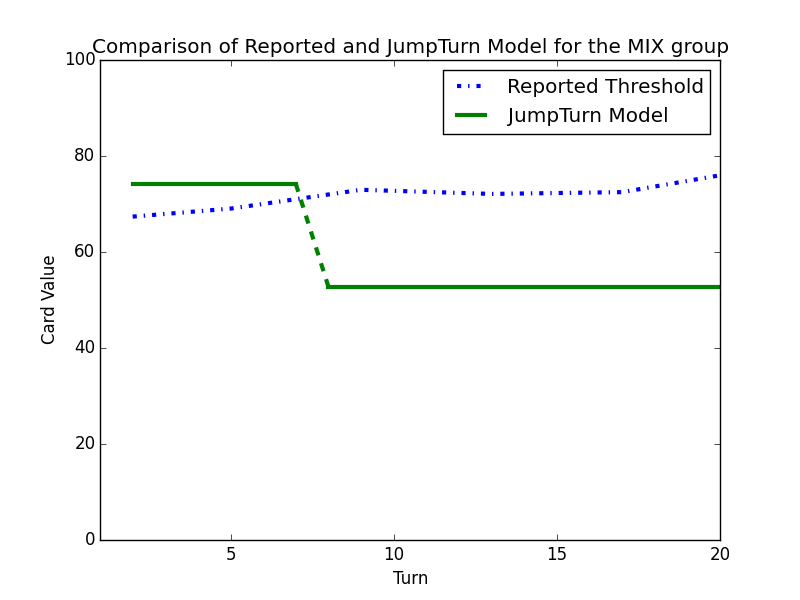 Comparison of Reported and JumpTurn Model for the MIX group
Reported Threshold
JumpTurn Model
100
80
60
40
20
0
Card Value
5
10
15
20
Turn